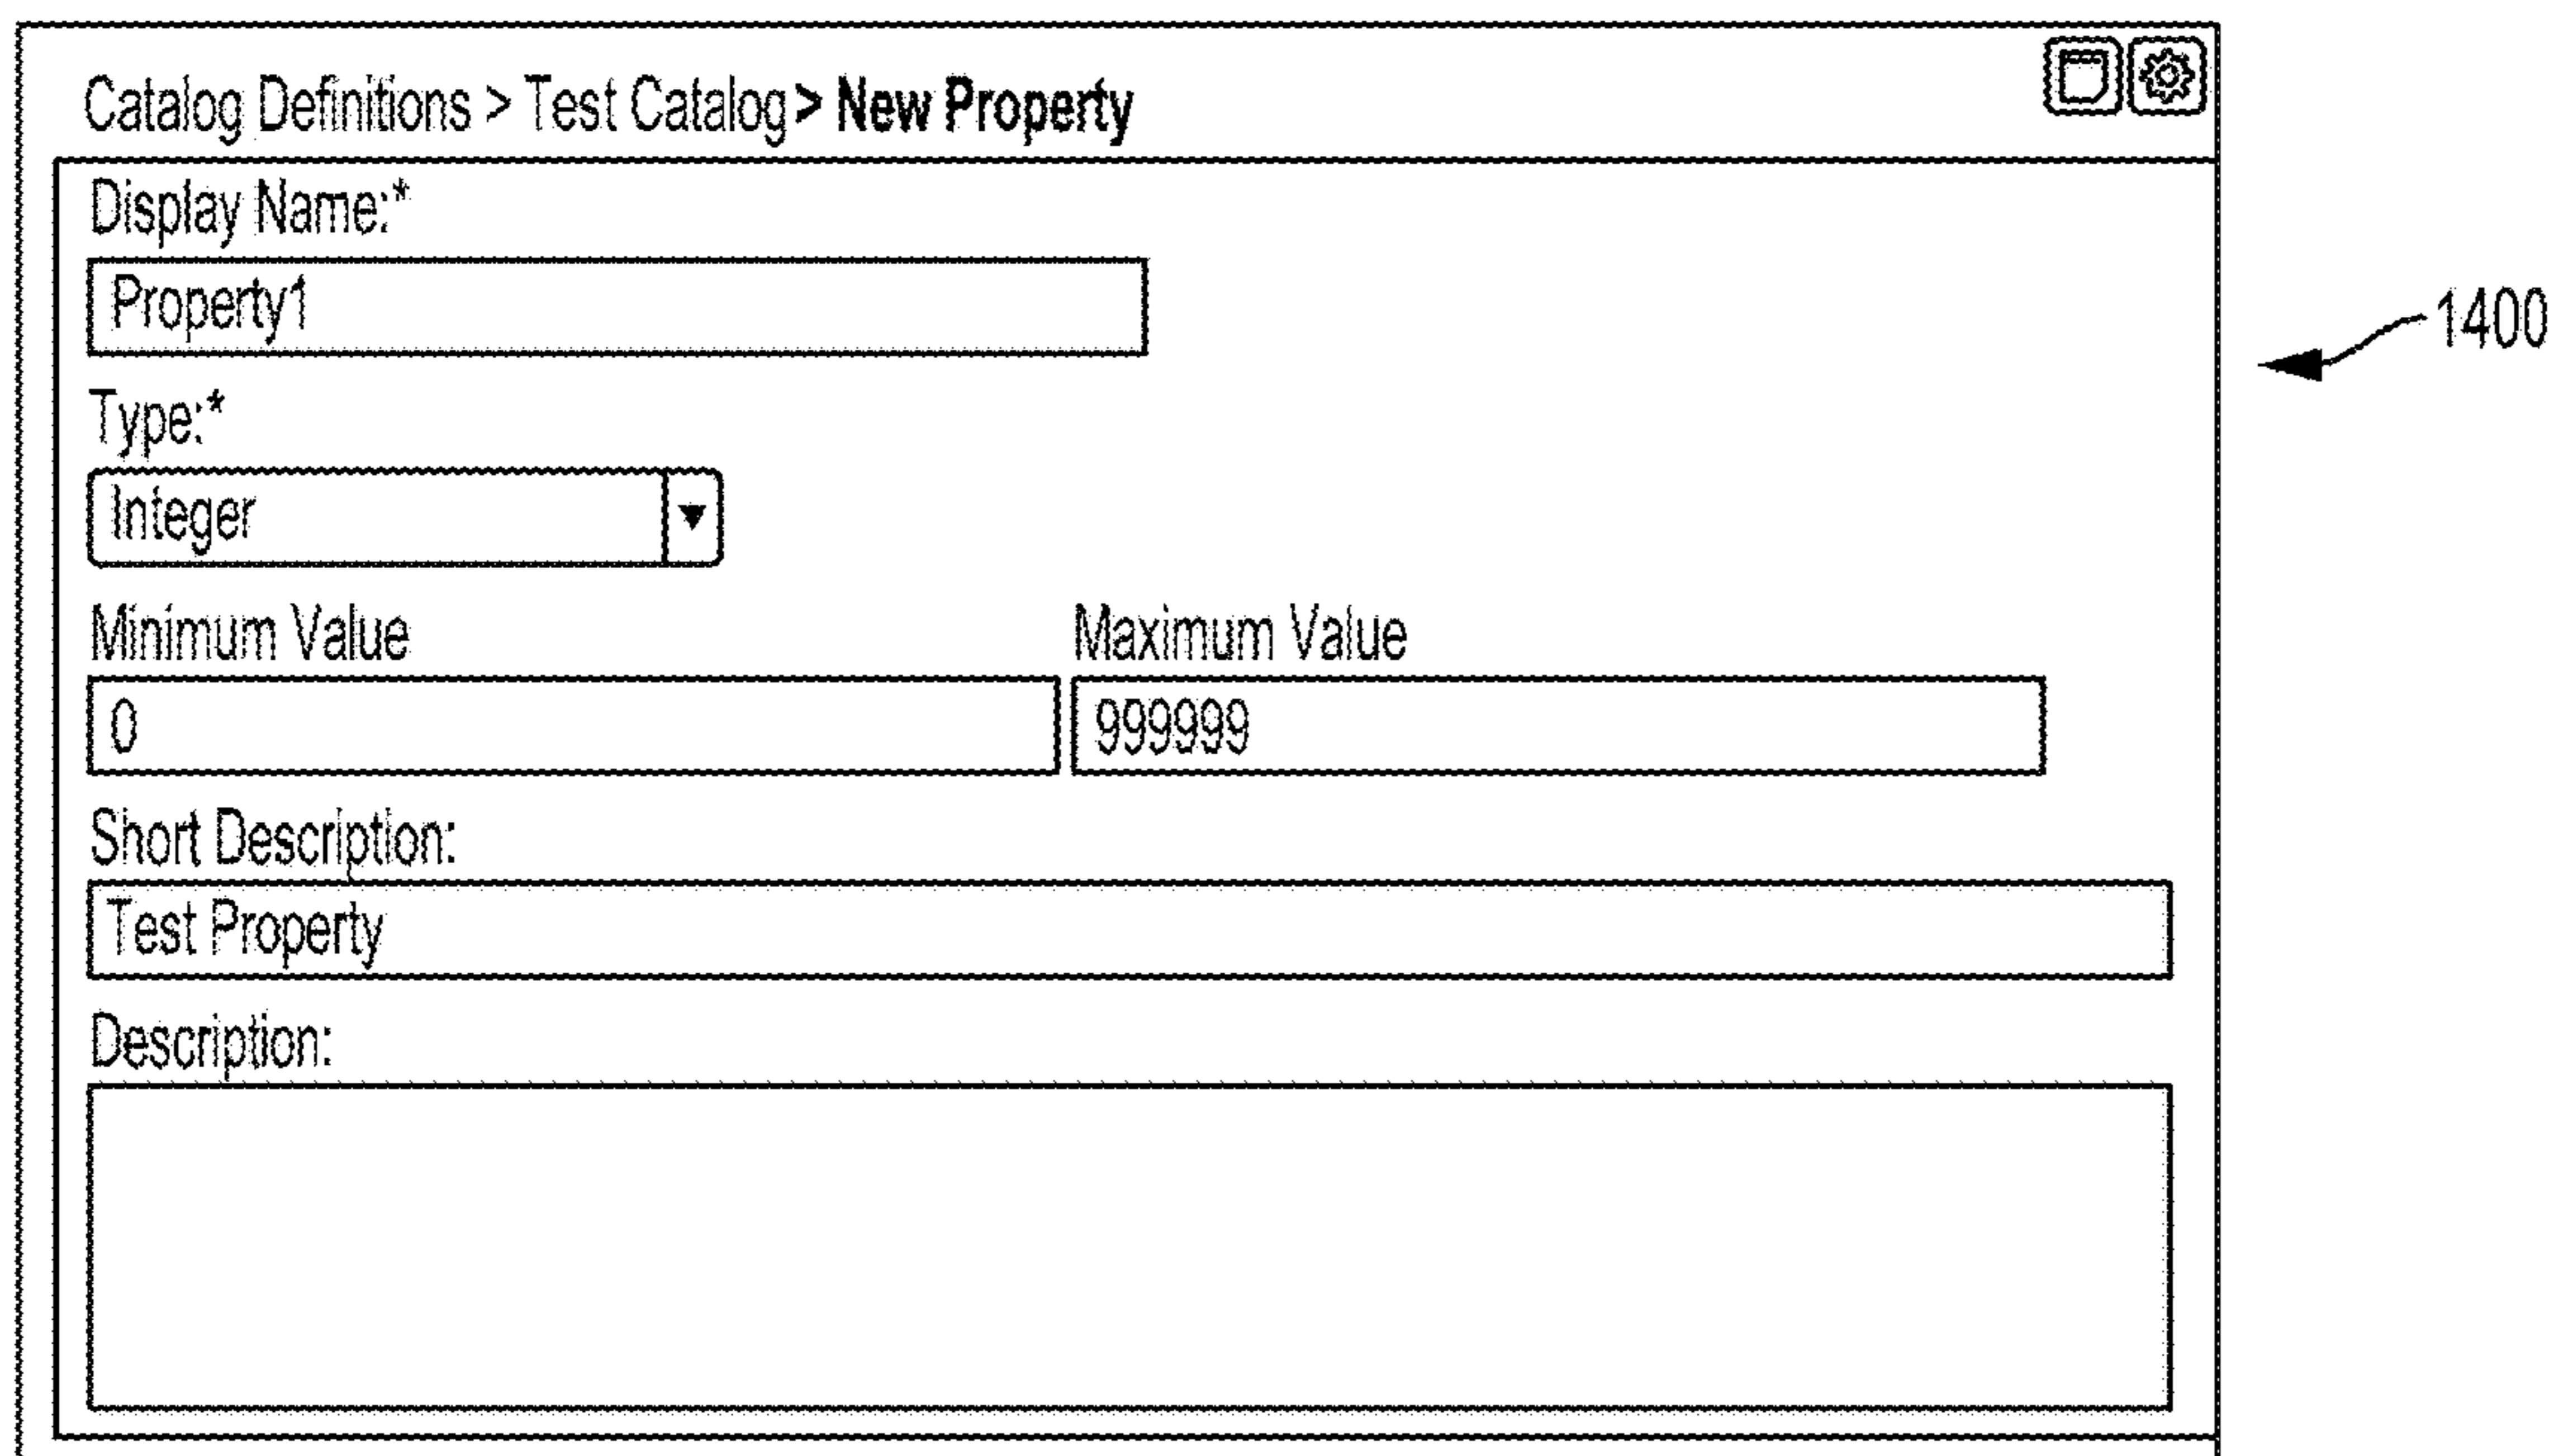 Catalog Definitions > Test Catalog > New Property
Display Name:*
Property1
1400
Type:*
Integer
Minimum Value Maximum Value
0 999999
Short Description:
Test Property
Description: